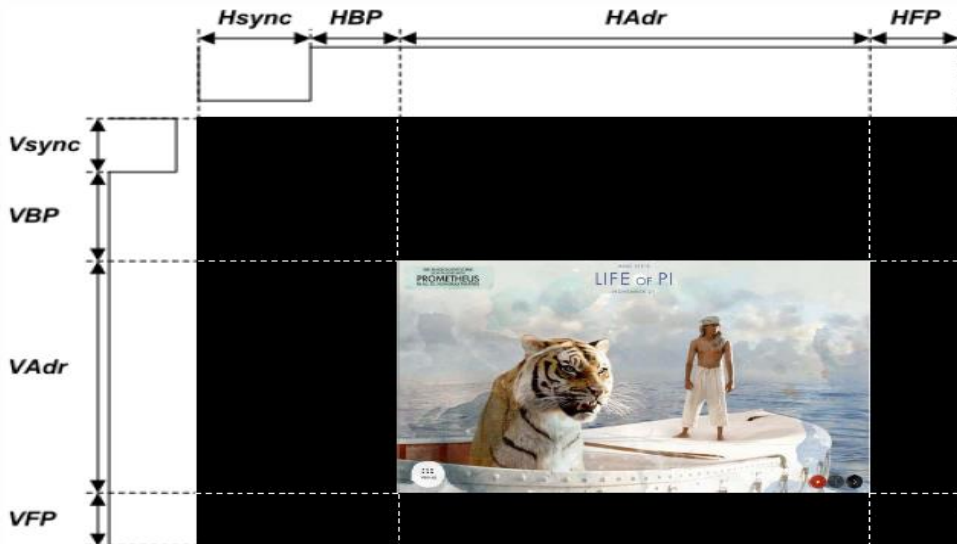 Hsync HBP HAdr HFP
Vsync
VBP
PROMETHEUS
LIFE OF PI
VAdr
VFP